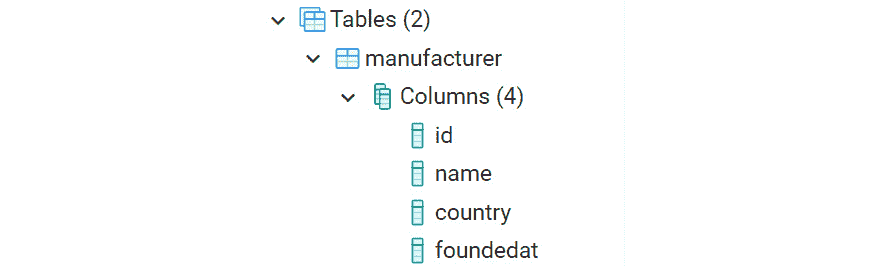 Tables (2)
manufacturer
Columns (4)
id
name
country
foundedat